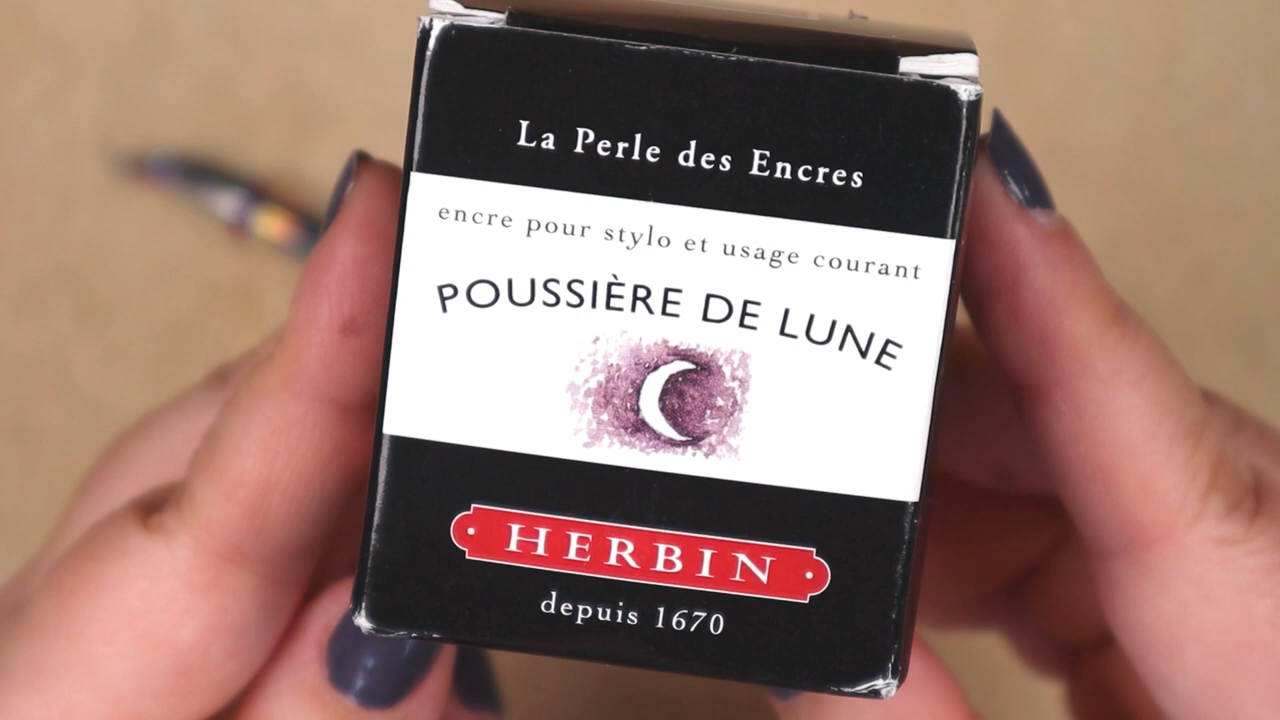 La Perle des Encres
encre pour stylo et usage courant
POUSSIÈRE DE LUNE
HERBIN
depuis 1670